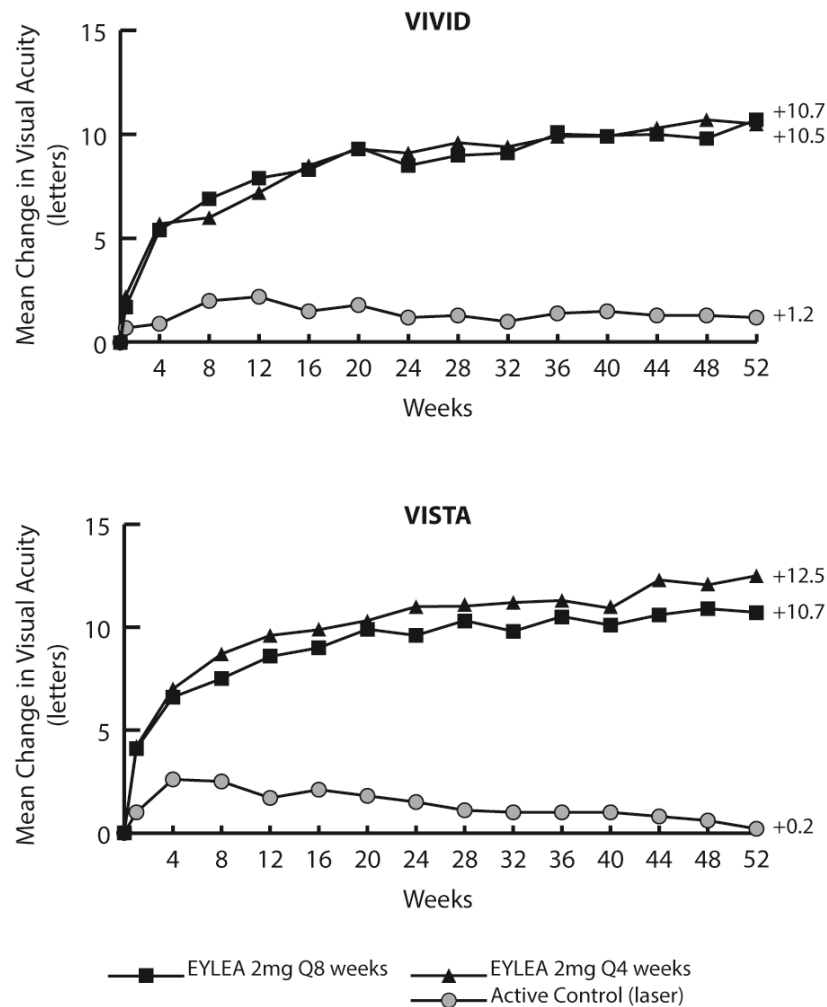 VIVID
Mean Change in Visual Acuity
(letters)
15
10
5
0
+10.7
+10.5
+1.2
4 8 12 16 20 24 28 32 36 40 44 48 52
Weeks
VISTA
Mean Change in Visual Acuity
(letters)
15
10
5
0
+12.5
+10.7
+0.2
4 8 12 16 20 24 28 32 36 40 44 48 52
Weeks
EYLEA 2mg Q8 weeks
EYLEA 2mg Q4 weeks
Active Control (laser)